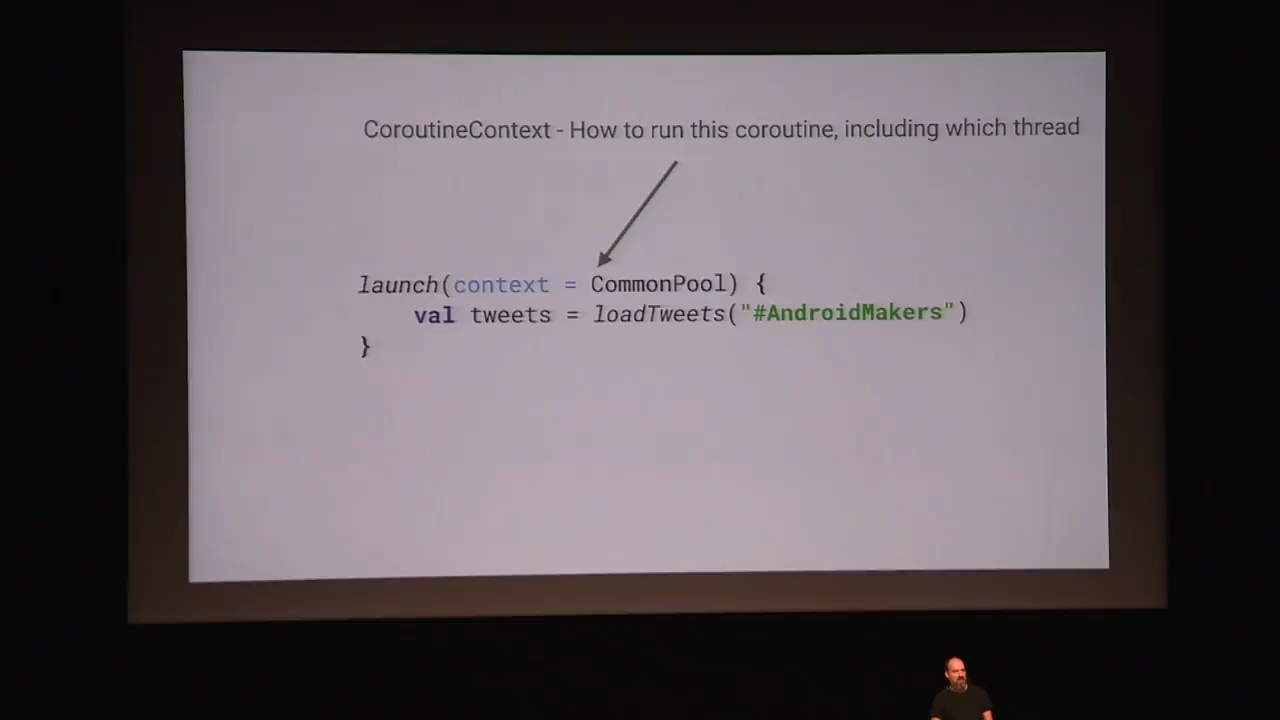 CoroutineContext - How to run this coroutine, including which thread
launch(context = CommonPool) {
    val tweets = loadTweets("#AndroidMakers")
}